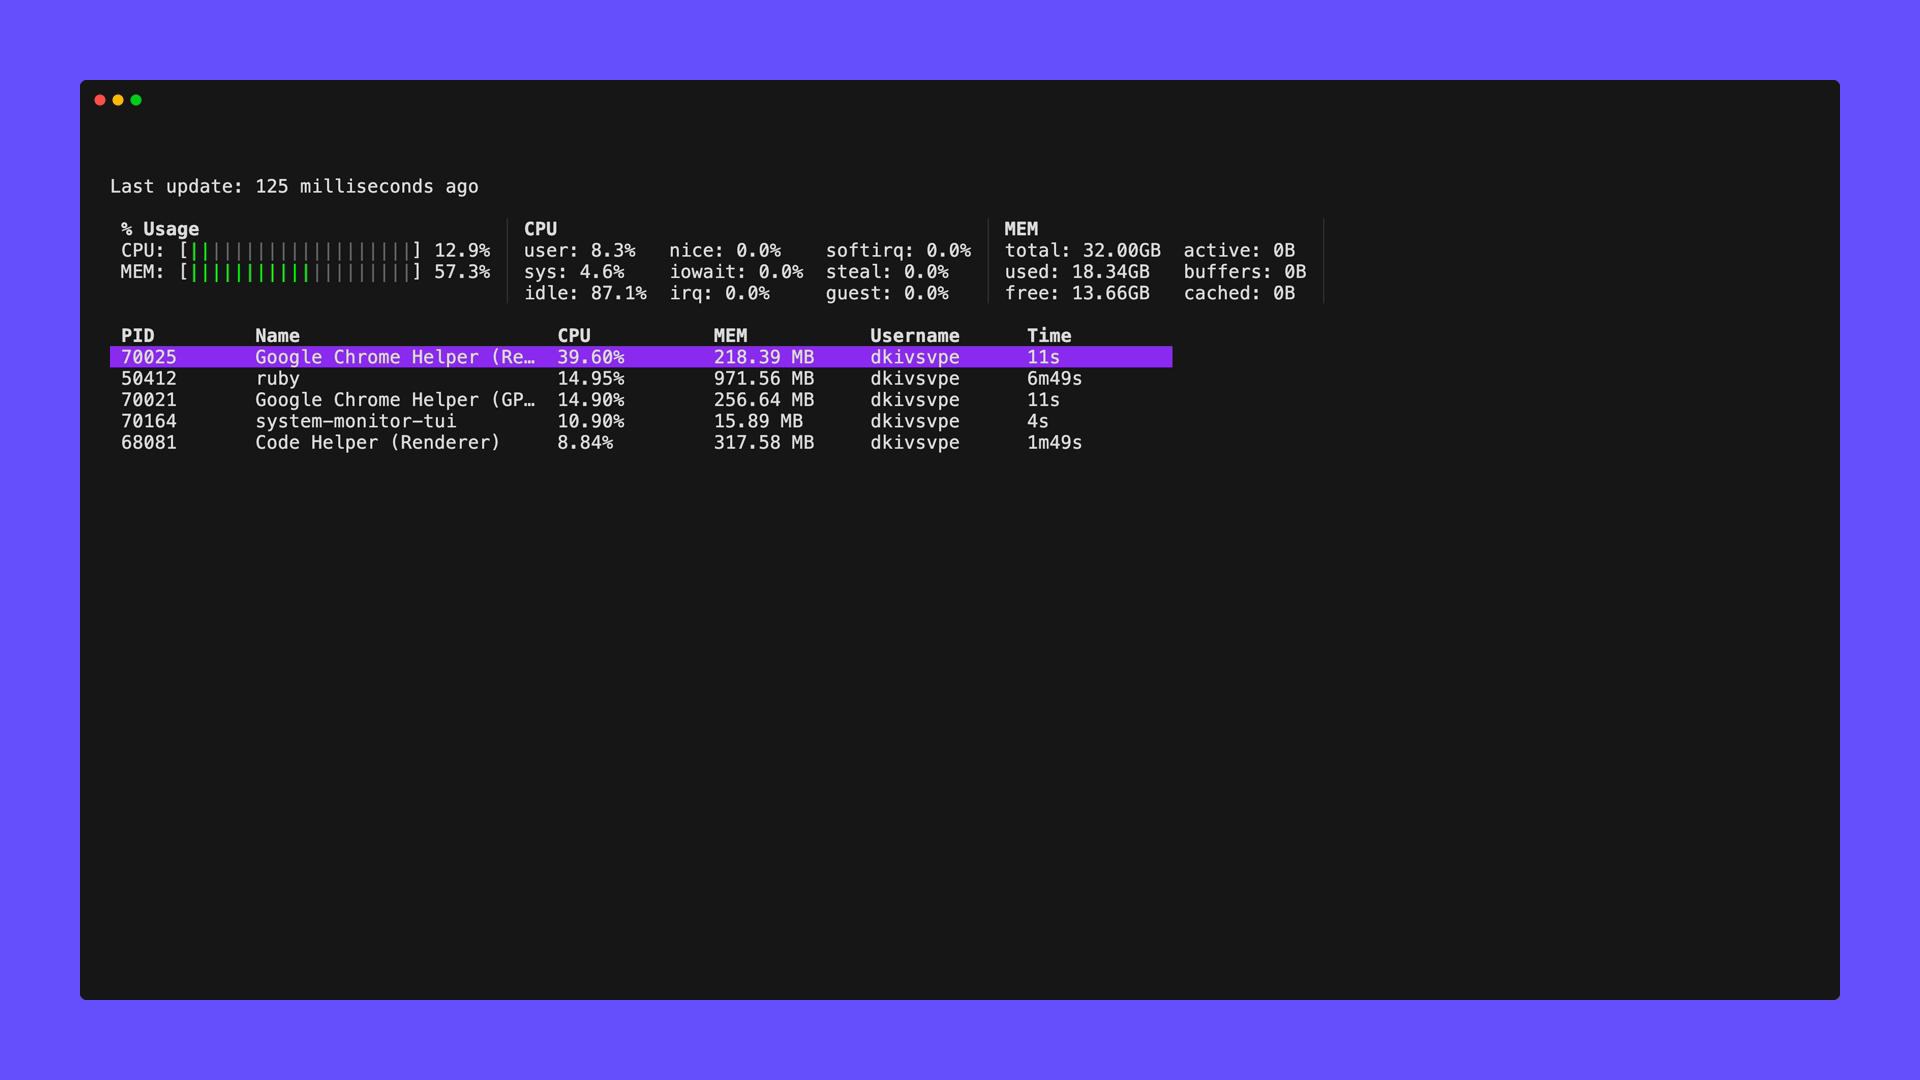 Last update: 125 milliseconds ago
% Usage CPU MEM
CPU: [||||||||||||||||||||] 12.9% user: 8.3% nice: 0.0% softirq: 0.0% total: 32.00GB active: 0B
MEM: [||||||||||||||||||||] 57.3% sys: 4.6% iowait: 0.0% steal: 0.0% used: 18.34GB buffers: 0B
idle: 87.1% irq: 0.0% guest: 0.0% free: 13.66GB cached: 0B
PID Name CPU MEM Username Time
70025 Google Chrome Helper (Re… 39.60% 218.39 MB dkivsvpe 11s
50412 ruby 14.95% 971.56 MB dkivsvpe 6m49s
70021 Google Chrome Helper (GP… 14.90% 256.64 MB dkivsvpe 11s
70164 system-monitor-tui 10.90% 15.89 MB dkivsvpe 4s
68081 Code Helper (Renderer) 8.84% 317.58 MB dkivsvpe 1m49s